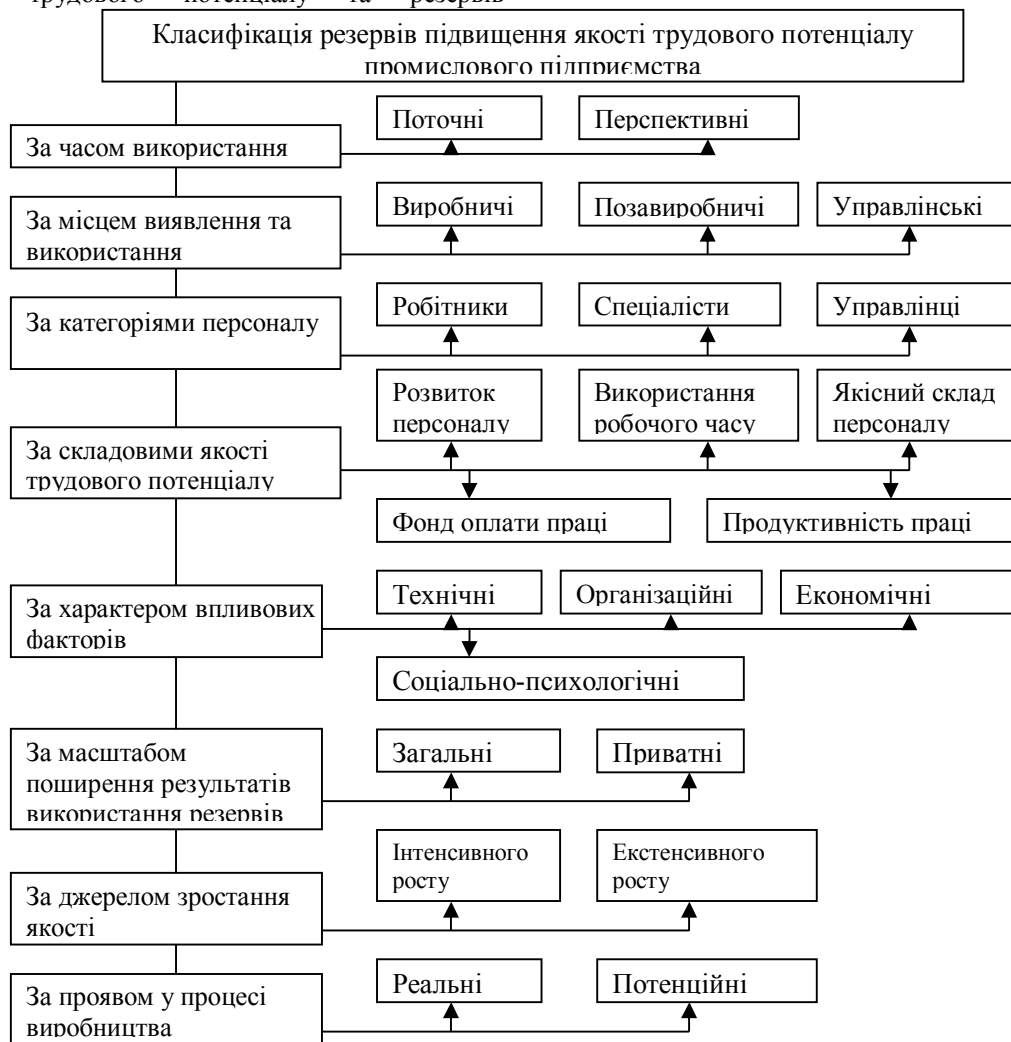 трудового потенціалу та резервів
Класифікація резервів підвищення якості трудового потенціалу
промислового підприємства
Поточні
Перспективні
За часом використання
Виробничі
Позавиробничі
Управлінські
За місцем виявлення та
використання
Робітники
Спеціалісти
Управлінці
За категоріями персоналу
Розвиток
персоналу
Використання
робочого часу
Якісний склад
персоналу
За складовими якості
трудового потенціалу
Фонд оплати праці
Продуктивність праці
Технічні
Організаційні
Економічні
За характером впливових
факторів
Соціально-психологічні
За масштабом
поширення результатів
використання резервів
Загальні
Приватні
Інтенсивного
росту
Екстенсивного
росту
За джерелом зростання
якості
Реальні
Потенційні
За проявом у процесі
виробництва